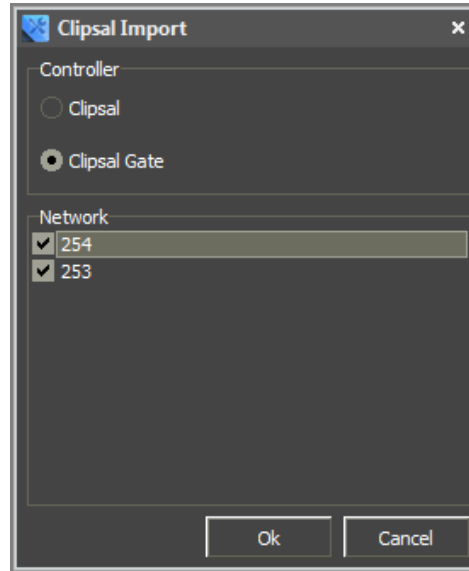 Clipsal Import
Controller
Clipsal
Clipsal Gate
Network
254
253
Ok Cancel